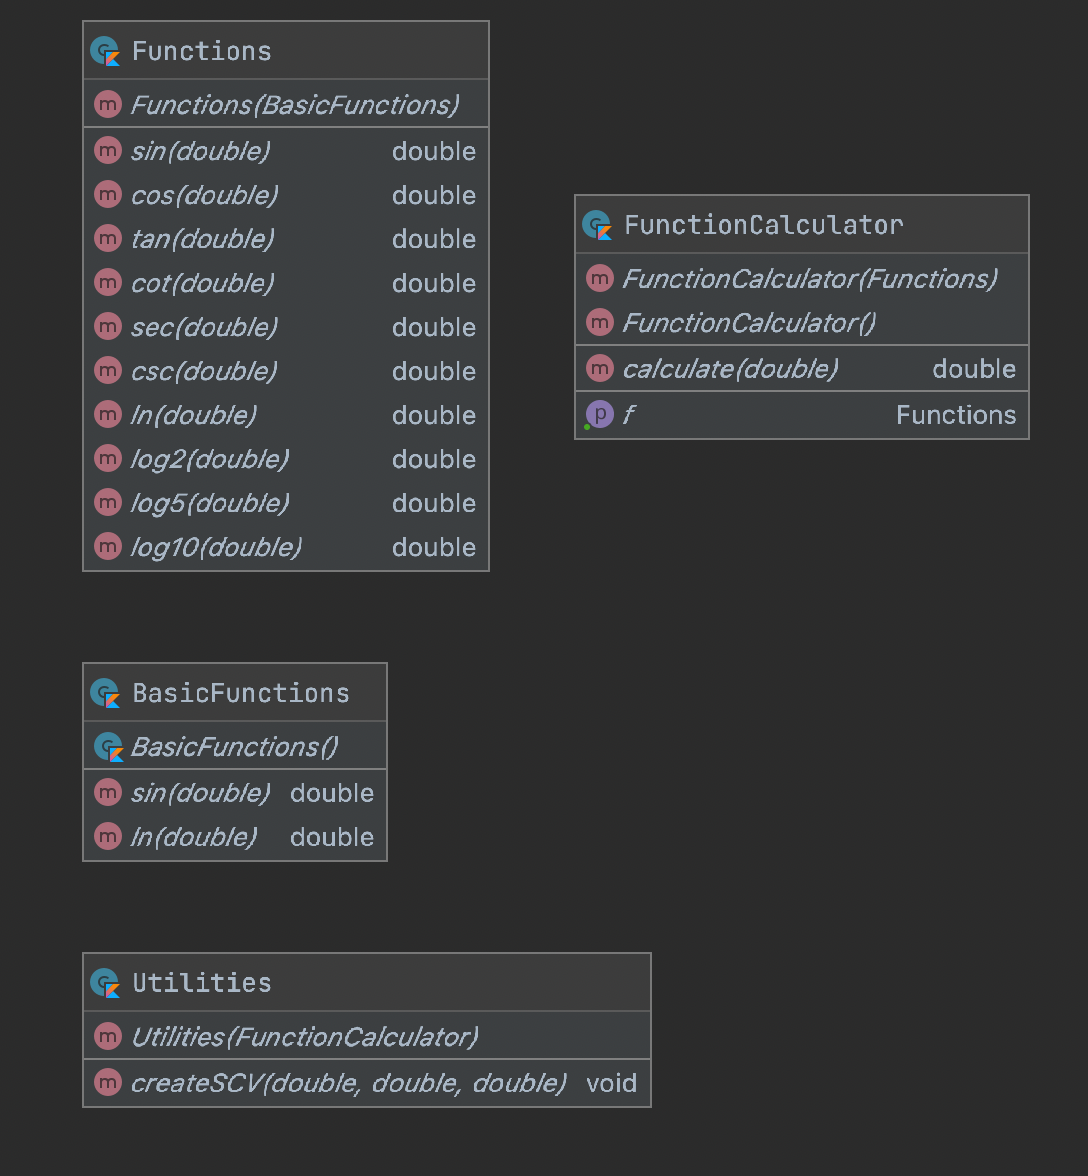 Functions
Functions(BasicFunctions)
sin(double) double
cos(double) double
tan(double) double
cot(double) double
sec(double) double
csc(double) double
ln(double) double
log2(double) double
log5(double) double
log10(double) double
FunctionCalculator
FunctionCalculator(Functions)
FunctionCalculator()
calculate(double) double
f Functions
BasicFunctions
BasicFunctions()
sin(double) double
ln(double) double
Utilities
Utilities(FunctionCalculator)
createSCV(double, double, double) void